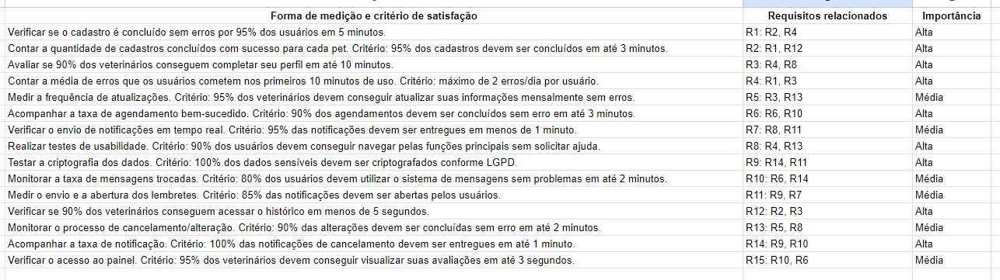 Forma de medição e critério de satisfação Requisitos relacionados Importância
Verificar se o cadastro é concluído sem erros por 95% dos usuários em 5 minutos. R1: R2, R4 Alta
Contar a quantidade de cadastros concluídos com sucesso para cada pet. Critério: 95% dos cadastros devem ser concluídos em até 3 minutos. R2: R1, R12 Alta
Avaliar se 90% dos veterinários conseguem completar seu perfil em até 10 minutos. R3: R4, R8 Alta
Contar a média de erros que os usuários cometem nos primeiros 10 minutos de uso. Critério: máximo de 2 erros/dia por usuário. R4: R1, R3 Alta
Medir a frequência de atualizações. Critério: 95% dos veterinários devem conseguir atualizar suas informações mensalmente sem erros. R5: R3, R13 Média
Acompanhar a taxa de agendamento bem-sucedido. Critério: 90% dos agendamentos devem ser concluídos sem erro em até 3 minutos. R6: R6, R10 Alta
Verificar o envio de notificações em tempo real. Critério: 95% das notificações devem ser entregues em menos de 1 minuto. R7: R8, R11 Média
Realizar testes de usabilidade. Critério: 90% dos usuários devem conseguir navegar pelas funções principais sem solicitar ajuda. R8: R4, R13 Alta
Testar a criptografia dos dados. Critério: 100% dos dados sensíveis devem ser criptografados conforme LGPD. R9: R14, R11 Alta
Monitorar a taxa de mensagens trocadas. Critério: 80% dos usuários devem utilizar o sistema de mensagens sem problemas em até 2 minutos. R10: R6, R14 Média
Medir o envio e a abertura dos lembretes. Critério: 85% das notificações devem ser abertas pelos usuários. R11: R9, R7 Média
Verificar se 90% dos veterinários conseguem acessar o histórico em menos de 5 segundos. R12: R2, R3 Alta
Monitorar o processo de cancelamento/alteração. Critério: 90% das alterações devem ser concluídas sem erro em até 2 minutos. R13: R5, R8 Média
Acompanhar a taxa de notificação. Critério: 100% das notificações de cancelamento devem ser entregues em até 1 minuto. R14: R9, R10 Alta
Verificar o acesso ao painel. Critério: 95% dos veterinários devem conseguir visualizar suas avaliações em até 3 segundos. R15: R10, R6 Média